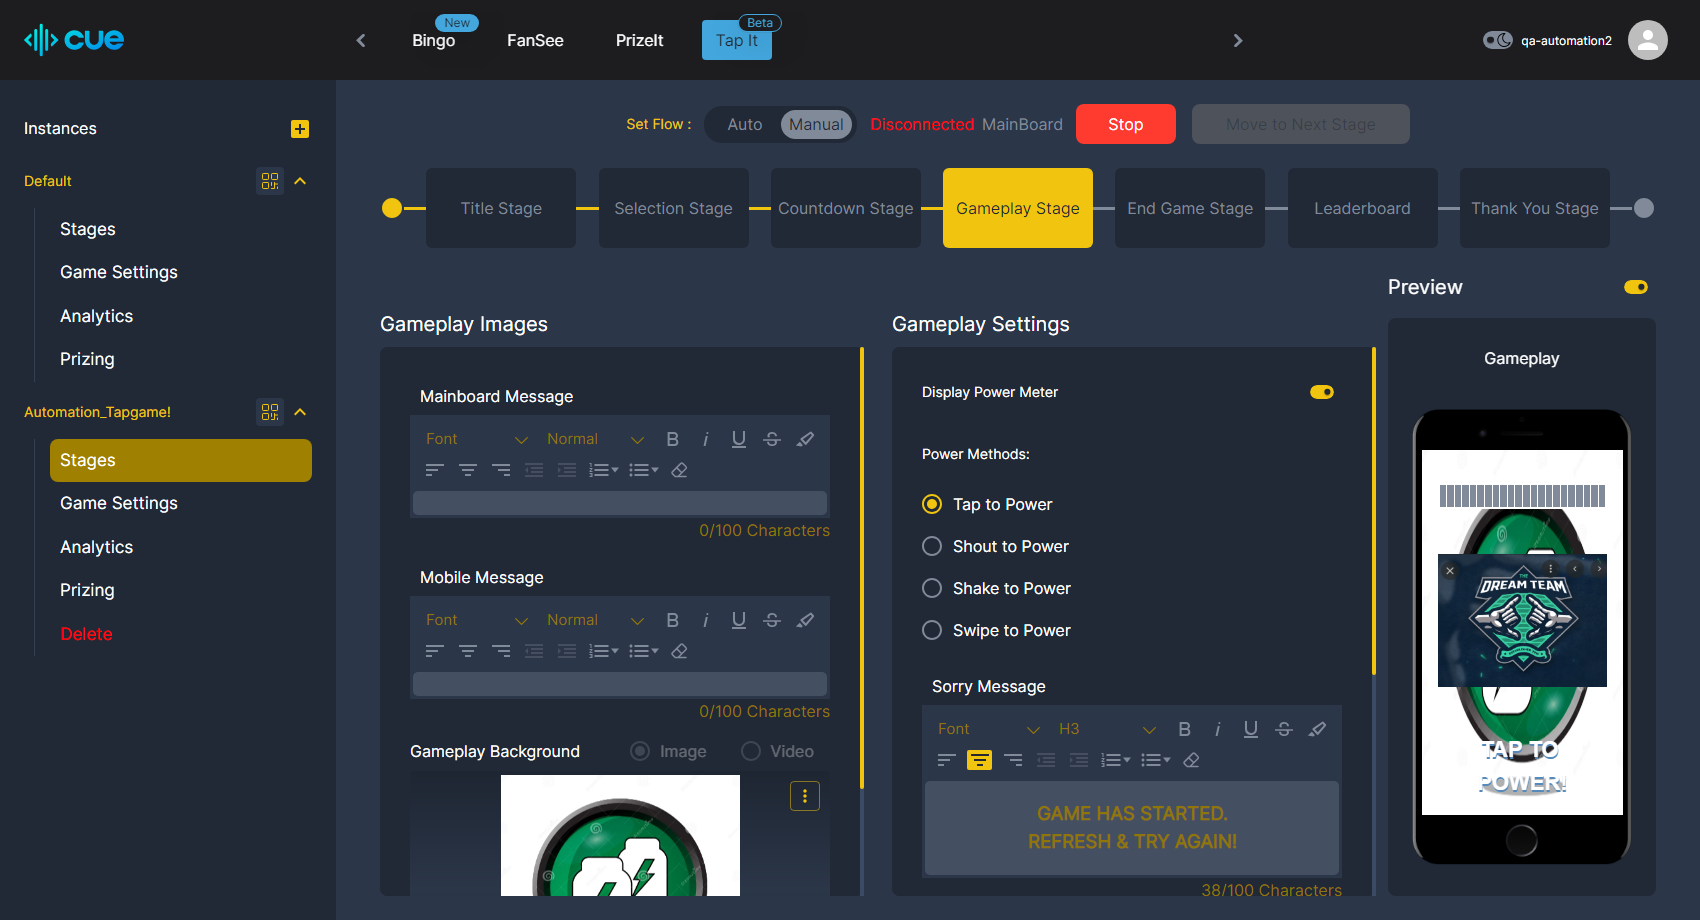 cue
New
Bingo
FanSee
PrizeIt
Beta
Tap It
qa-automation2
Instances
Default
Stages
Game Settings
Analytics
Prizing
Automation_Tapgame!
Stages
Game Settings
Analytics
Prizing
Delete
Set Flow :
Auto
Manual
Disconnected MainBoard
Stop
Move to Next Stage
Title Stage
Selection Stage
Countdown Stage
Gameplay Stage
End Game Stage
Leaderboard
Thank You Stage
Gameplay Images
Mainboard Message
Font
Normal
B i U S
0/100 Characters
Mobile Message
Font
Normal
B i U S
0/100 Characters
Gameplay Background
Image
Video
Gameplay Settings
Display Power Meter
Power Methods:
Tap to Power
Shout to Power
Shake to Power
Swipe to Power
Sorry Message
Font
H3
B i U S
GAME HAS STARTED.
REFRESH & TRY AGAIN!
38/100 Characters
Preview
Gameplay
THE
DREAM TEAM
TAP TO
POWER!